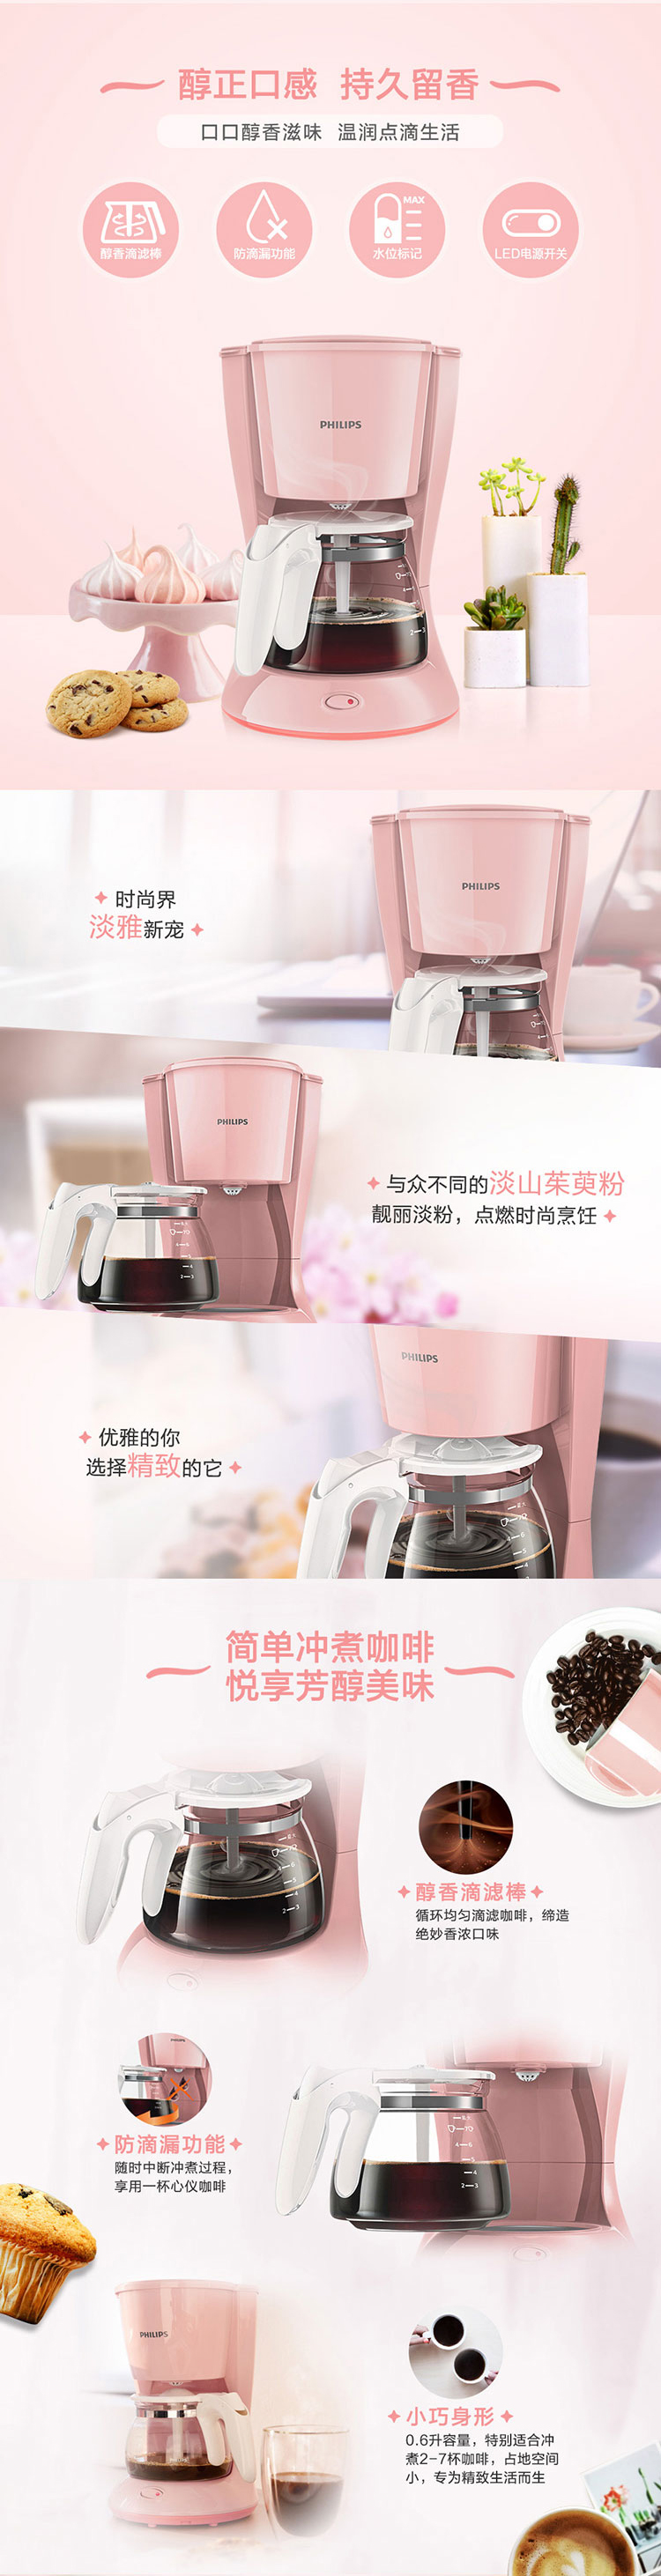 醇正口感 持久留香
口口醇香滋味 温润点滴生活
MAX
醇香滴滤棒
防滴漏功能
水位标记
LED电源开关
PHILIPS
时尚界
淡雅新宠
PHILIPS
PHILIPS
与众不同的淡山茱萸粉
靓丽淡粉，点燃时尚烹饪
PHILIPS
优雅的你
选择精致的它
简单冲煮咖啡
悦享芳醇美味
醇香滴滤棒
循环均匀滴滤咖啡，缔造
绝妙香浓口味
防滴漏功能
随时中断冲煮过程，
享用一杯心仪咖啡
PHILIPS
小巧身形
0.6升容量，特别适合冲
煮2-7杯咖啡，占地空间
小，专为精致生活而生